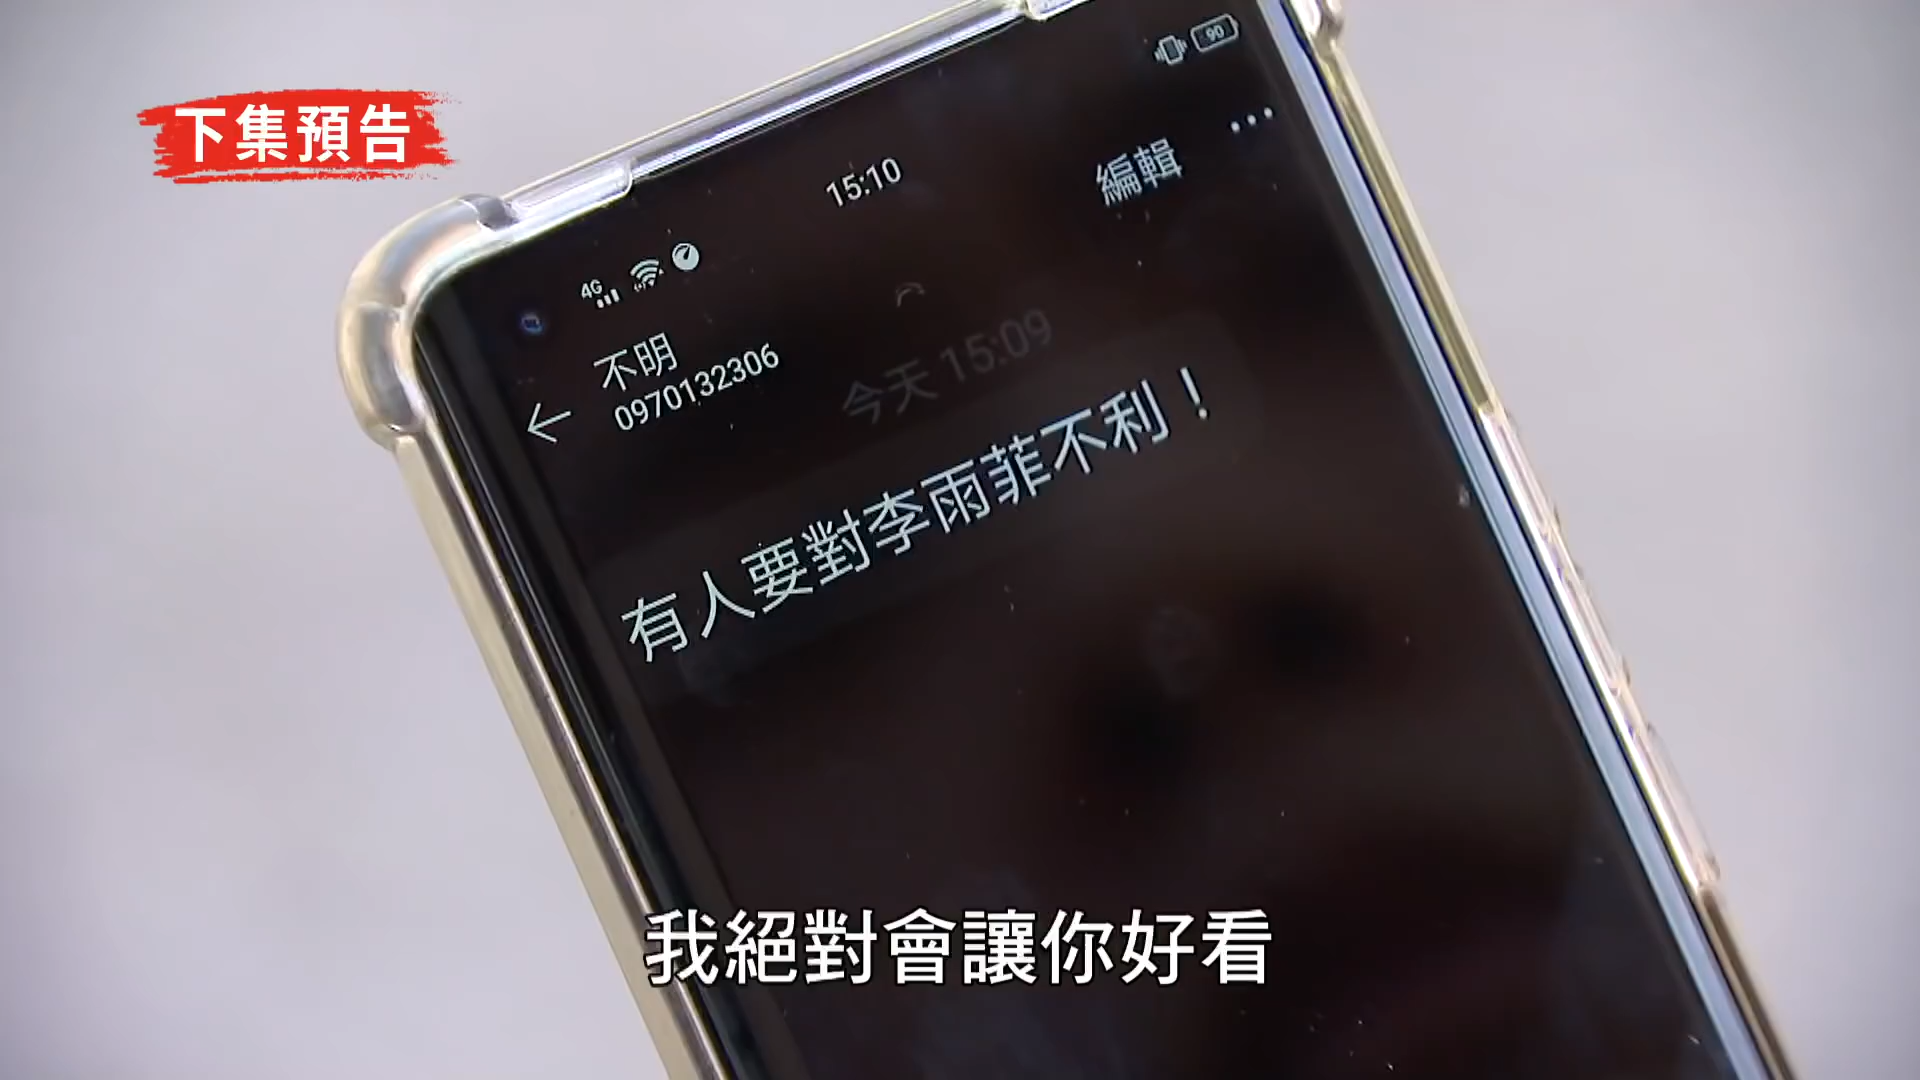 下集預告
90
15:10
編輯
4G
不明
0970132306
今天 15:09
有人要對李雨菲不利！
我絕對會讓你好看